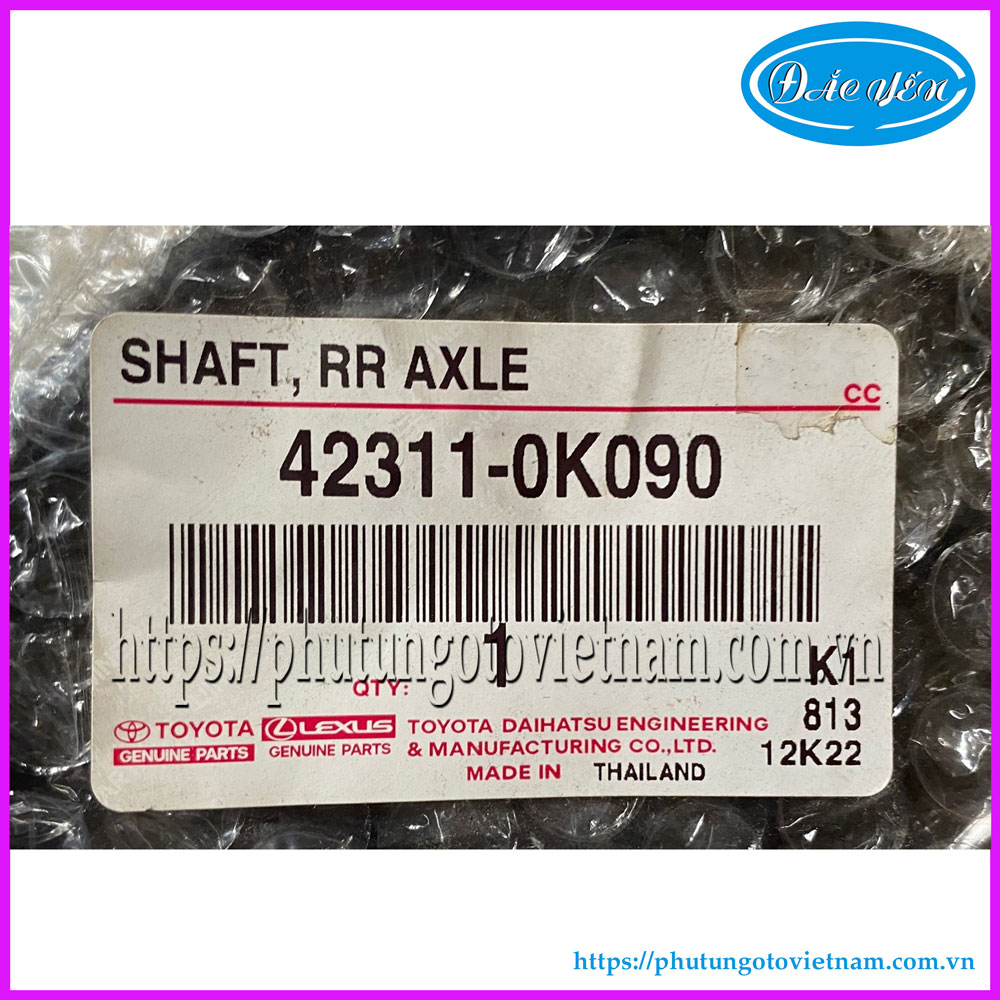 ĐẮC YẾN
SHAFT, RR AXLE
CC
42311-0K090
https://phutungotovietnam.com.vn
QTY: 1
K1
813
12K22
TOYOTA
GENUINE PARTS
LEXUS
GENUINE PARTS
TOYOTA DAIHATSU ENGINEERING
& MANUFACTURING CO.,LTD.
MADE IN THAILAND
https://phutungotovietnam.com.vn